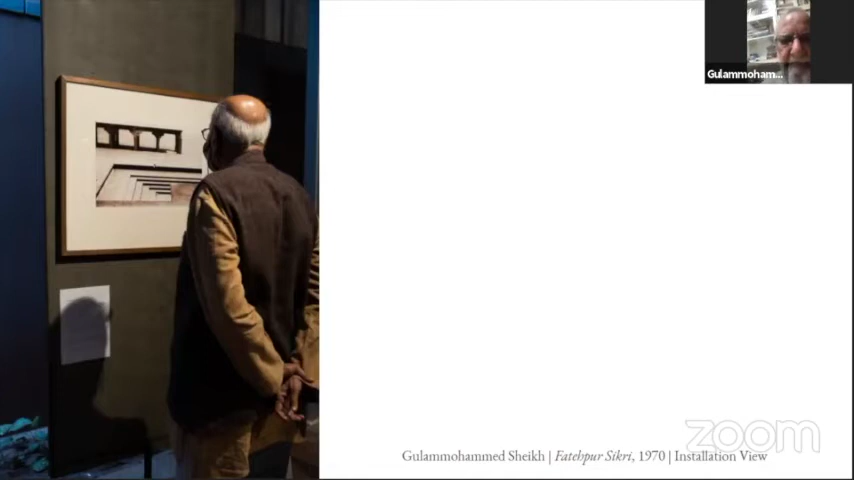 Gulammoham...
zoom
Gulammohammed Sheikh | Fatehpur Sikri, 1970 | Installation View